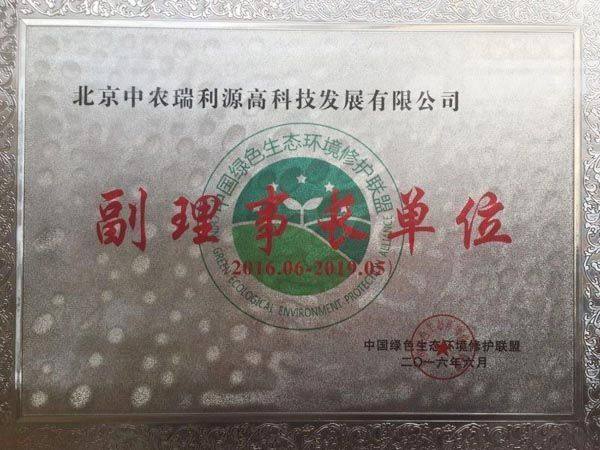 北京中农瑞利源高科技发展有限公司
中国绿色生态环境修护联盟
副理事长单位
2016.06-2019.05
GREEN ECOLOGICAL ENVIRONMENT PROTECTION ALLIANCE
中国绿色生态环境修护联盟
二〇一六年六月